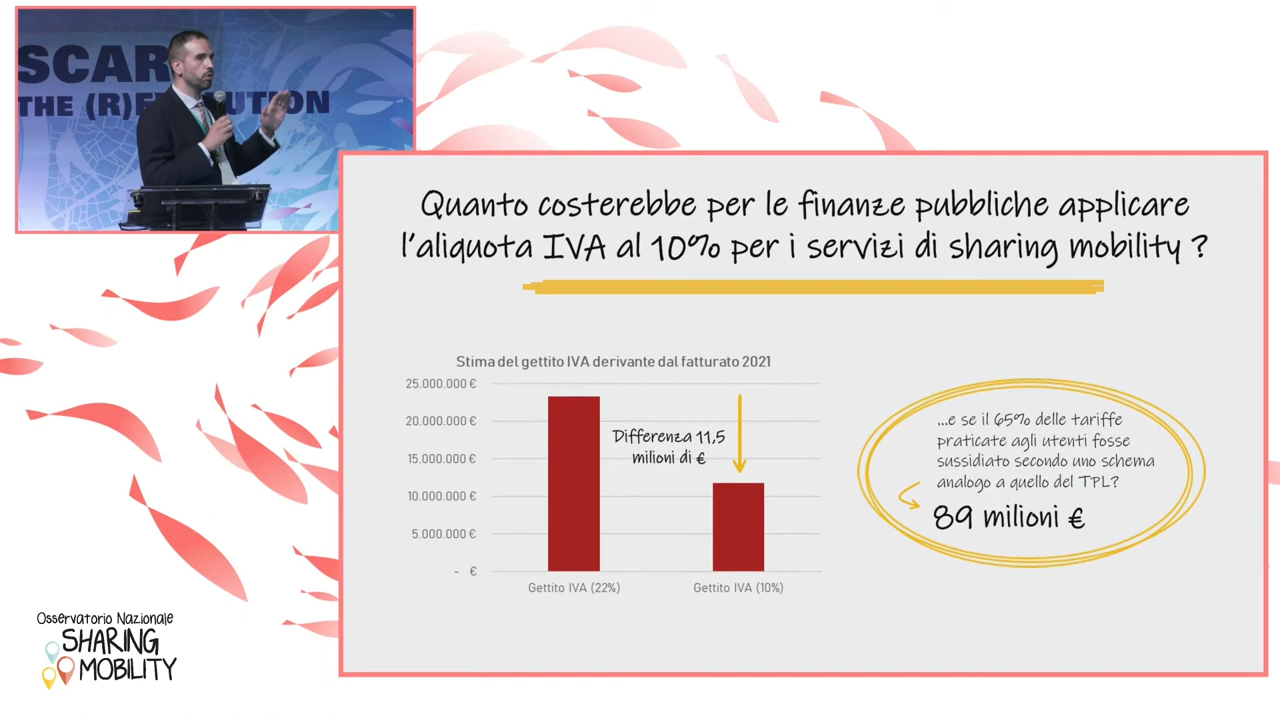 SCAR
THE (R)E UTION
Quanto costerebbe per le finanze pubbliche applicare
l'aliquota IVA al 10% per i servizi di sharing mobility ?
Stima del gettito IVA derivante dal fatturato 2021
25.000.000 €
20.000.000 €
15.000.000 €
10.000.000 €
5.000.000 €
- €
Differenza 11,5
milioni di €
Gettito IVA (22%)
Gettito IVA (10%)
...e se il 65% delle tariffe
praticate agli utenti fosse
sussidiato secondo uno schema
analogo a quello del TPL?
89 milioni €
Osservatorio Nazionale
SHARING
MOBILITY